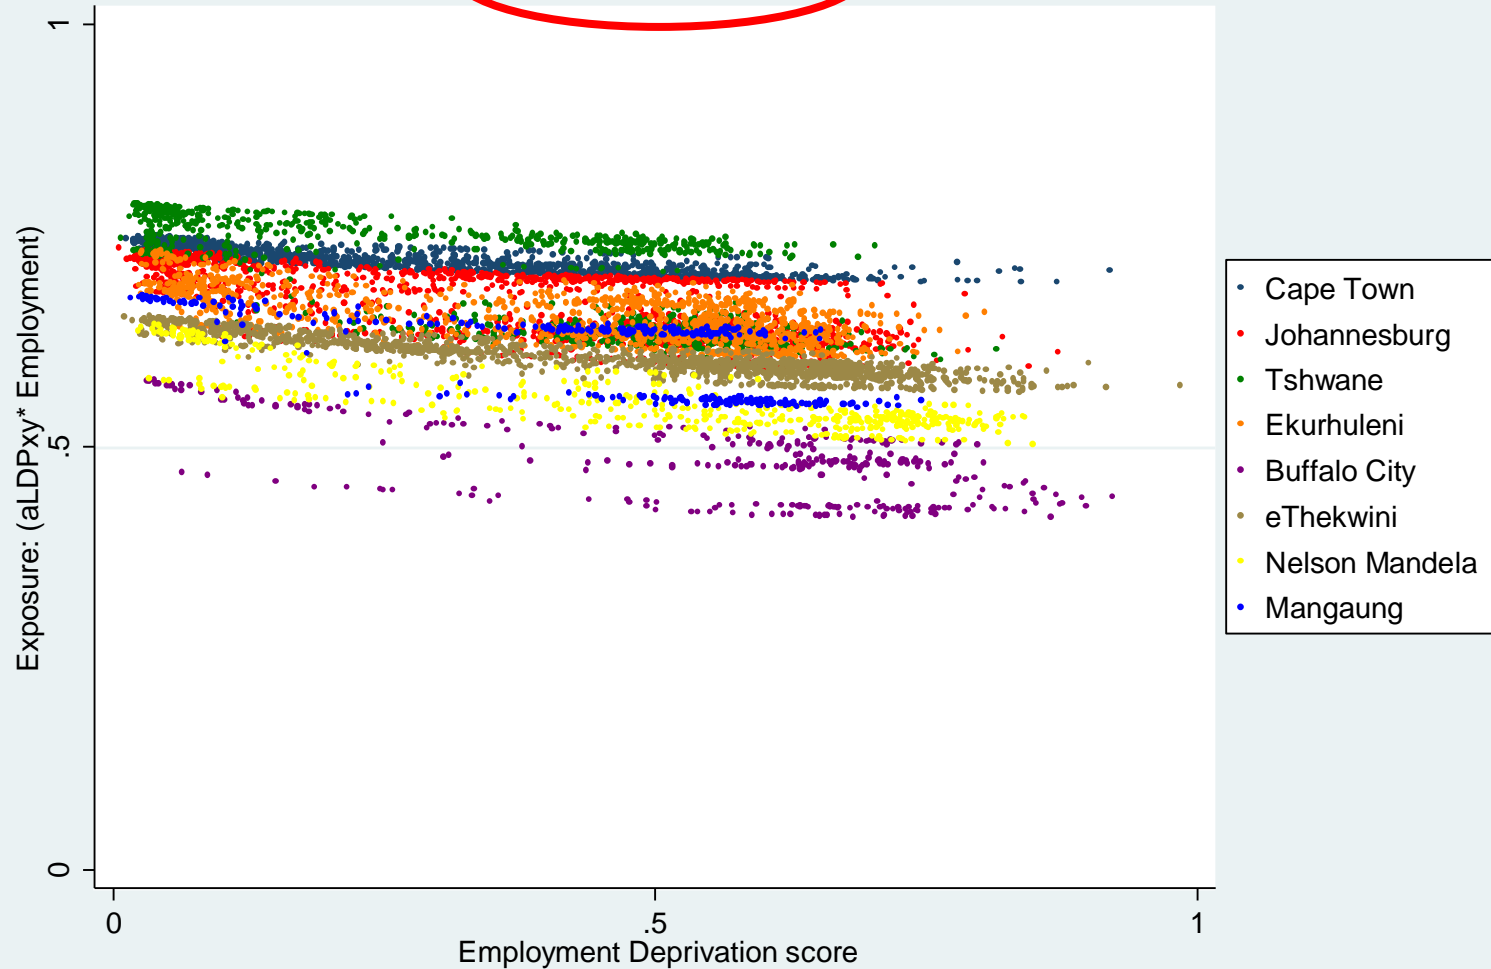 1
.5
0
Exposure: (aLDPxy* Employment)
0
.5
1
Employment Deprivation score
Cape Town
Johannesburg
Tshwane
Ekurhuleni
Buffalo City
eThekwini
Nelson Mandela
Mangaung